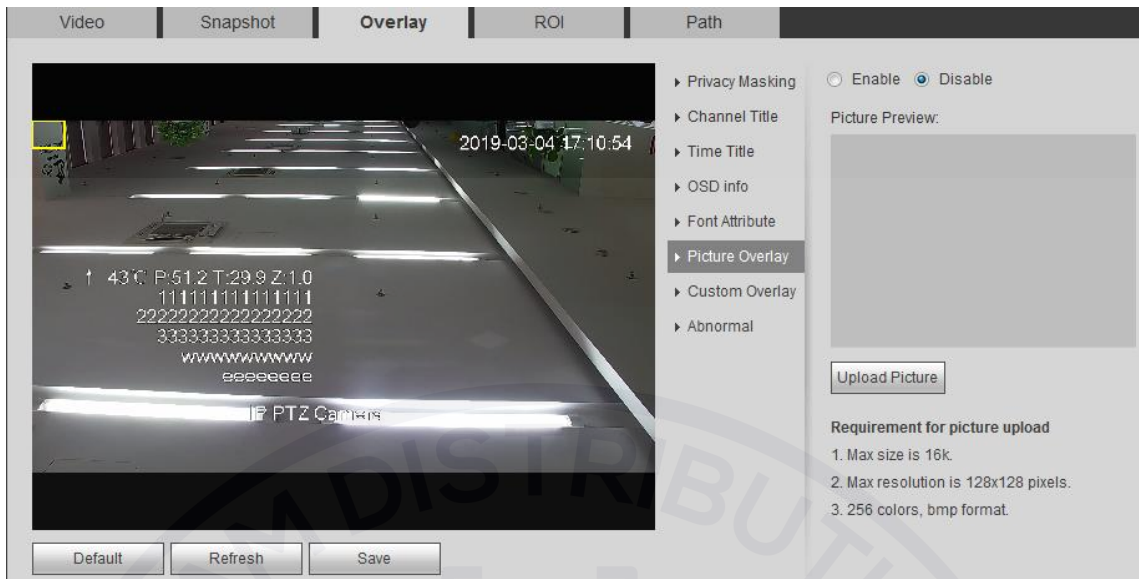 Video Snapshot Overlay ROI Path
2019-03-04 17:10:54
↑ 43℃ P:51.2 T:29.9 Z:1.0
111111111111111
22222222222222222
333333333333333
wwwwwwwwww
eeeeeeee
IP PTZ Camera
Default Refresh Save
Privacy Masking
Channel Title
Time Title
OSD info
Font Attribute
Picture Overlay
Custom Overlay
Abnormal
Enable Disable
Picture Preview:
Upload Picture
Requirement for picture upload
1. Max size is 16k.
2. Max resolution is 128x128 pixels.
3. 256 colors, bmp format.